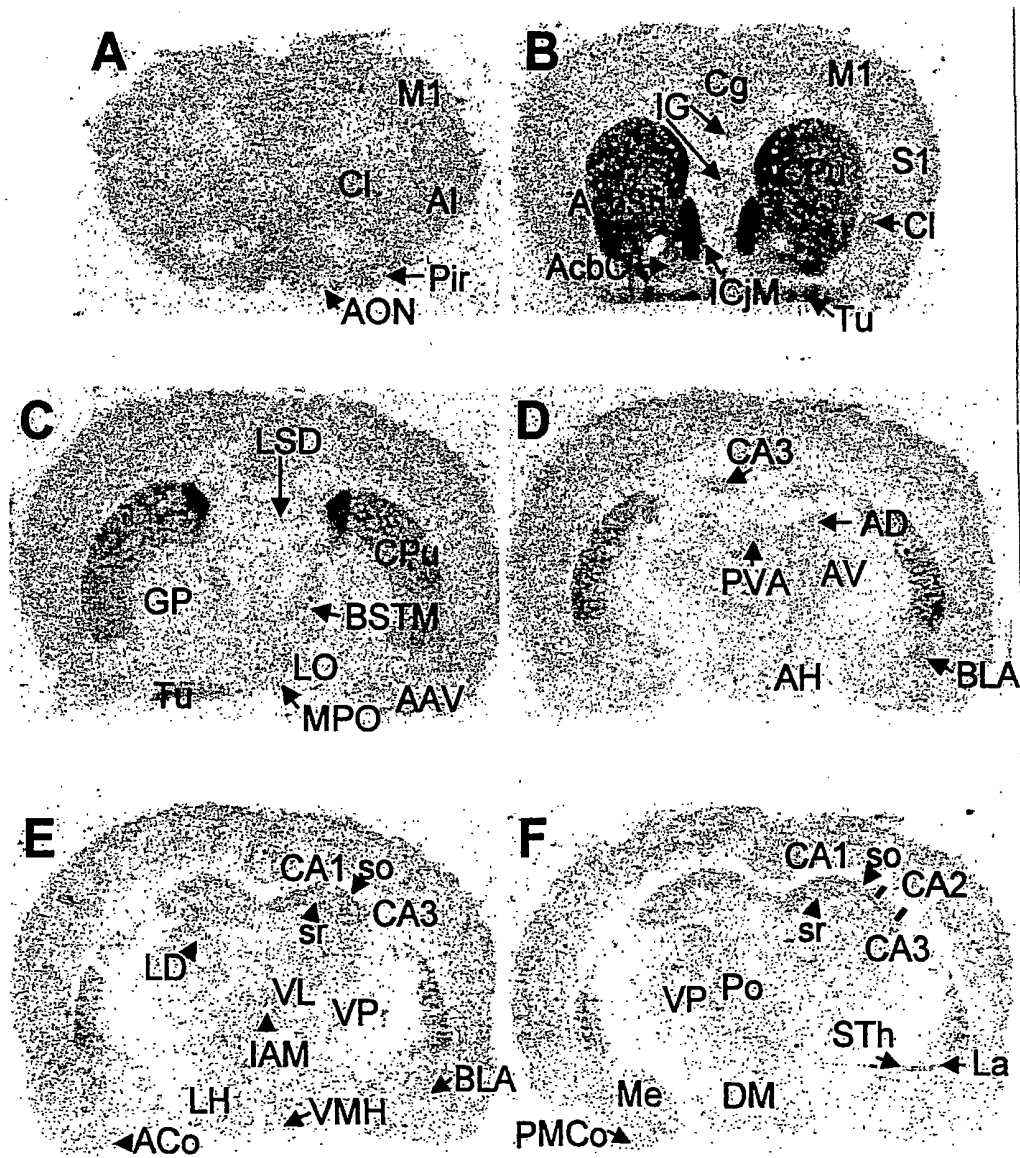 A
M1
Cl
AI
Pir
AON
B
Cg
M1
IG
S1
Cl
AcbC
ICjM
Tu
C
LSD
CPu
GP
BSTM
LO
Tu
AAV
MPO
D
CA3
AD
PVA
AV
AH
BLA
E
CA1 so
CA3
sr
LD
VL
VP
IAM
BLA
LH
VMH
ACo
F
CA1 so
CA2
sr
CA3
VP Po
STh
La
Me
DM
PMCo